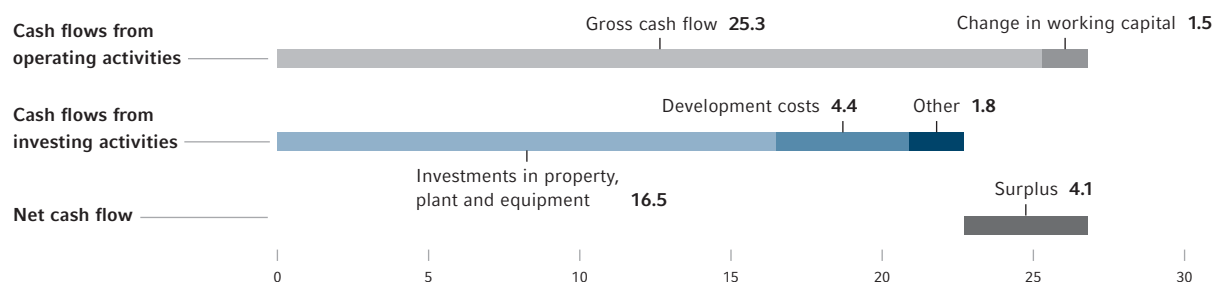 Cash flows from
operating activities
Gross cash flow 25.3
Change in working capital 1.5
Cash flows from
investing activities
Development costs 4.4
Other 1.8
Investments in property,
plant and equipment 16.5
Net cash flow
Surplus 4.1
0 5 10 15 20 25 30